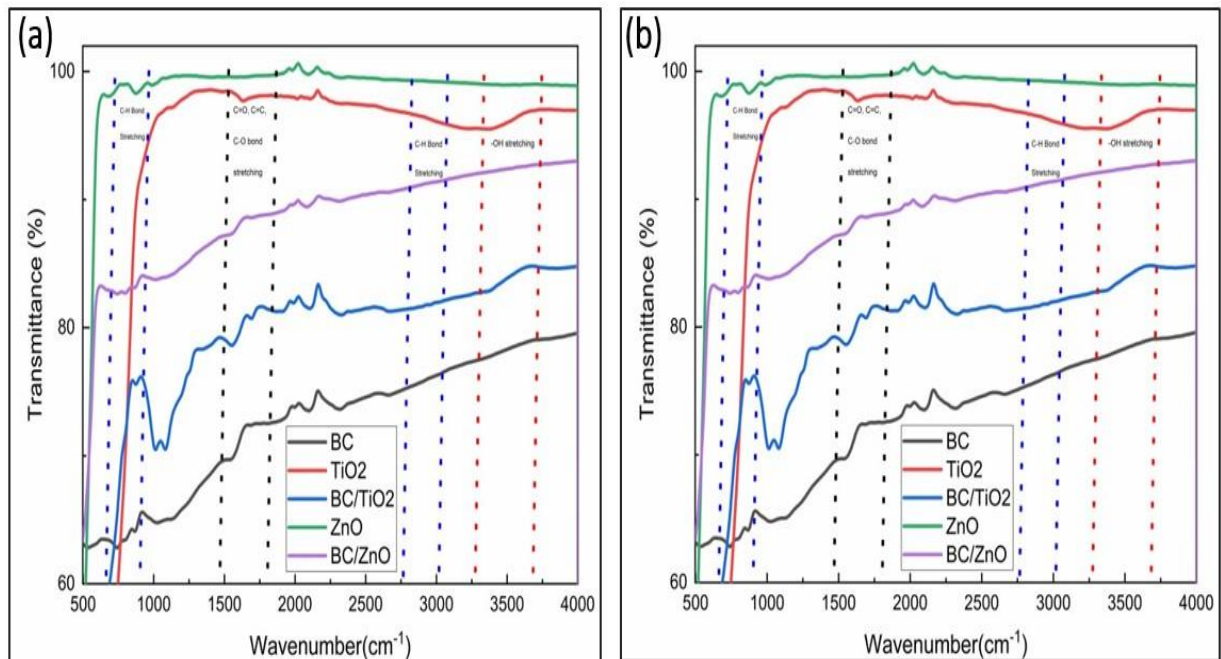 (a)
100
80
60
Transmittance (%)
C-H Bond
Stretching
C=O, C=C,
C-O bond
stretching
C-H Bond
Stretching
-OH stretching
BC
TiO2
BC/TiO2
ZnO
BC/ZnO
500 1000 1500 2000 2500 3000 3500 4000
Wavenumber(cm⁻¹)
(b)
100
80
60
Transmittance (%)
C-H Bond
Stretching
C=O, C=C,
C-O bond
stretching
C-H Bond
Stretching
-OH stretching
BC
TiO2
BC/TiO2
ZnO
BC/ZnO
500 1000 1500 2000 2500 3000 3500 4000
Wavenumber(cm⁻¹)